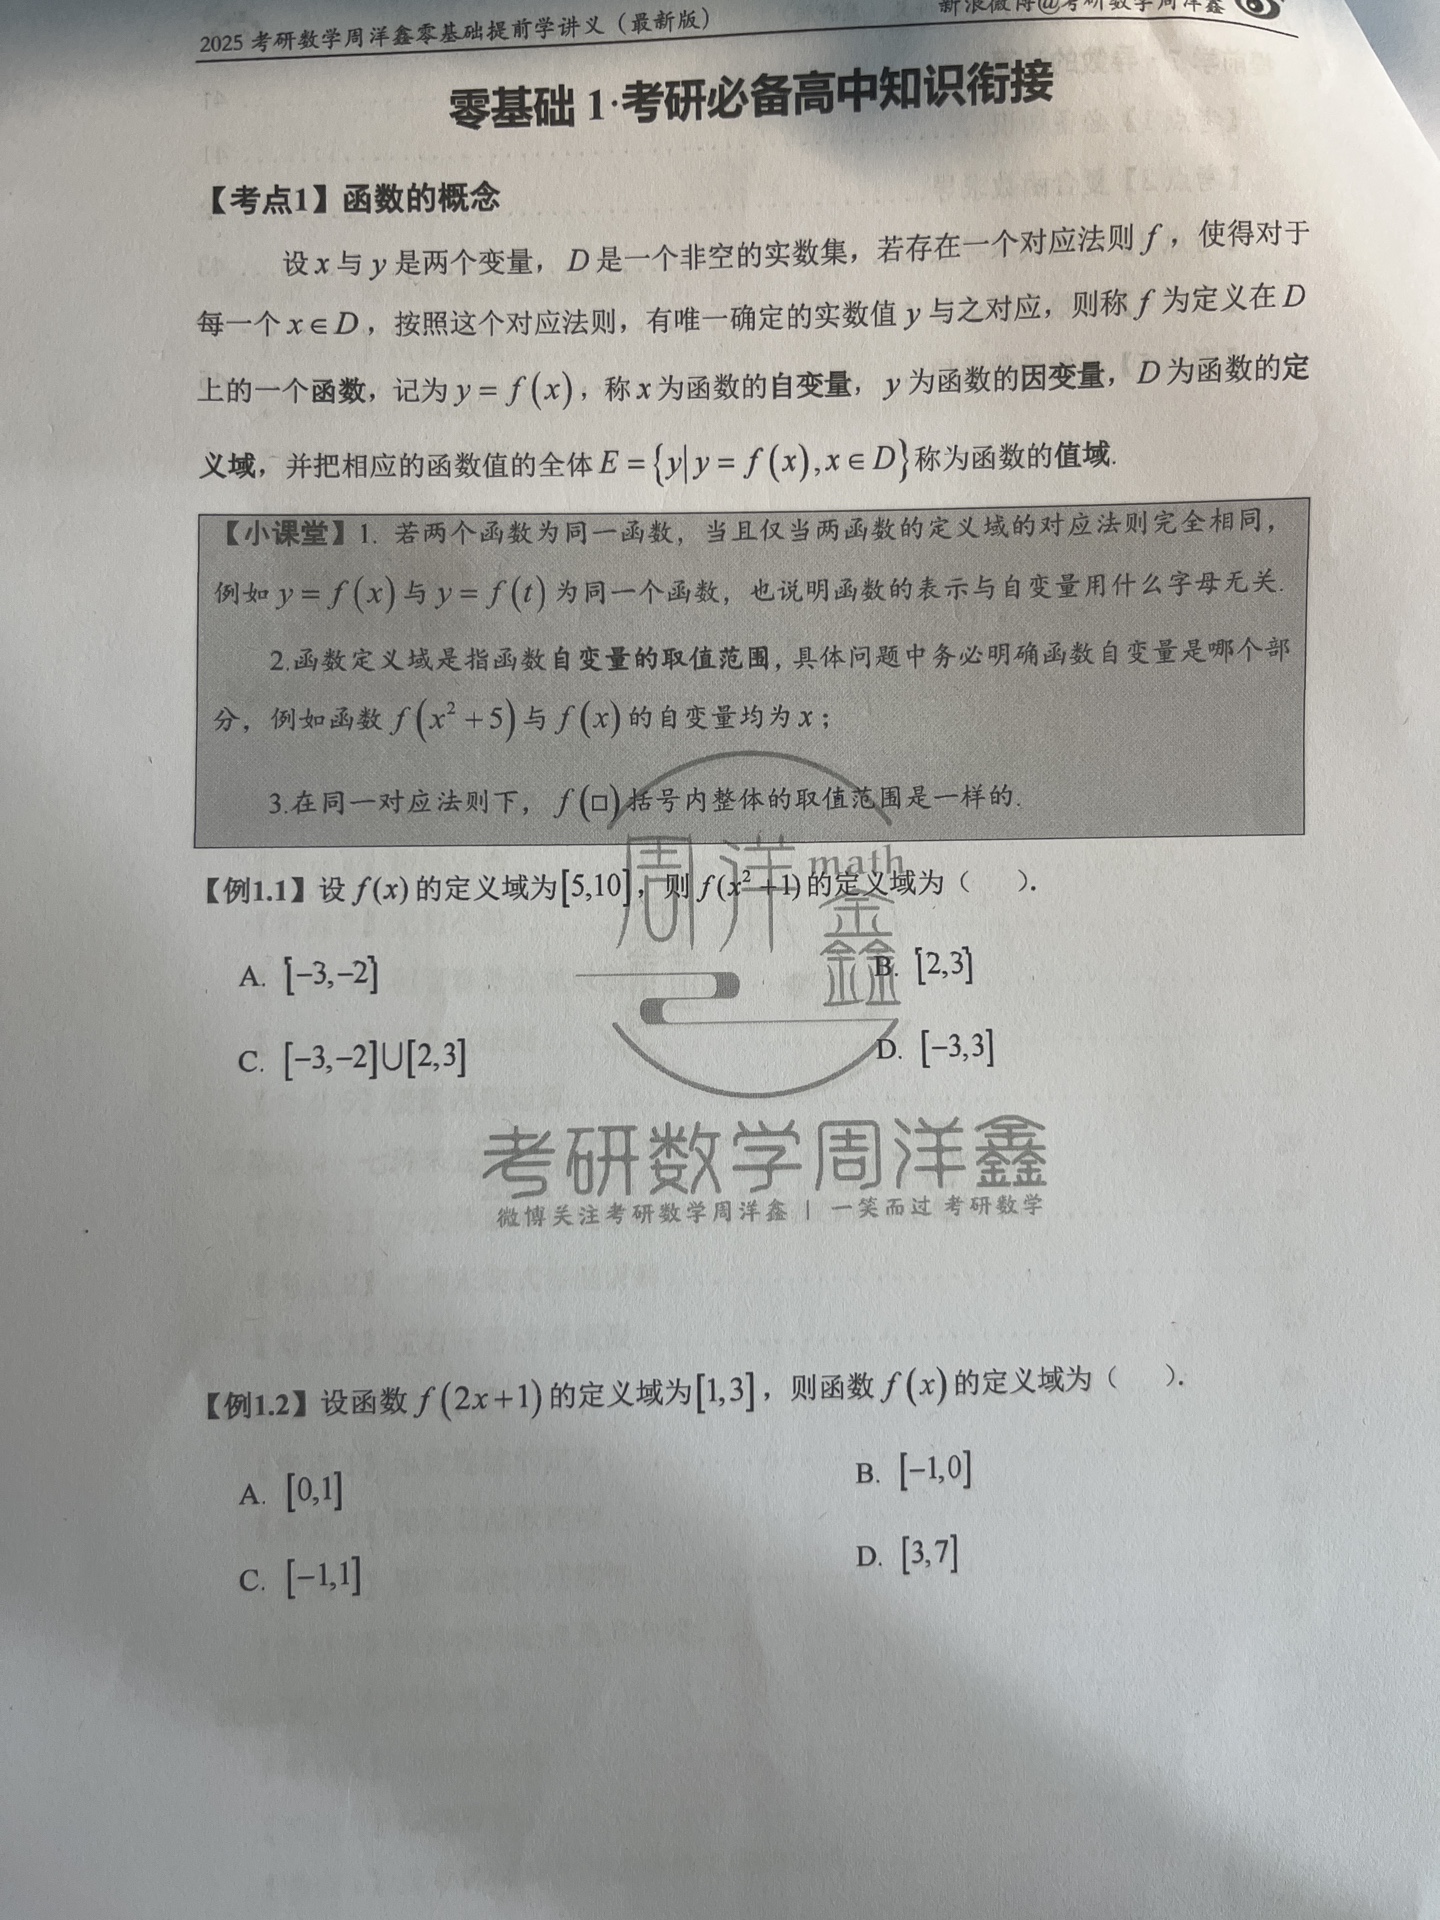 2025 考研数学周洋鑫零基础提前学讲义（最新版）
新浪微博@考研数学周洋鑫
零基础 1·考研必备高中知识衔接
【考点1】函数的概念
设 x 与 y 是两个变量， D 是一个非空的实数集，若存在一个对应法则 f ，使得对于
每一个 x∈D ，按照这个对应法则，有唯一确定的实数值 y 与之对应，则称 f 为定义在 D
上的一个函数，记为 y = f (x)，称 x 为函数的自变量， y 为函数的因变量，D 为函数的定
义域，并把相应的函数值的全体 E = {y|y = f (x), x∈D} 称为函数的值域.
【小课堂】1. 若两个函数为同一函数，当且仅当两函数的定义域的对应法则完全相同，
例如 y = f (x) 与 y = f (t) 为同一个函数，也说明函数的表示与自变量用什么字母无关.
2.函数定义域是指函数自变量的取值范围，具体问题中务必明确函数自变量是哪个部
分，例如函数 f (x² + 5) 与 f (x) 的自变量均为 x；
3.在同一对应法则下， f (□) 括号内整体的取值范围是一样的.
【例1.1】设 f(x) 的定义域为[5,10]，则 f(x² +1) 的定义域为（ ）.
A. [−3,−2]
B. [2,3]
C. [−3,−2]∪[2,3]
D. [−3,3]
周洋鑫 math
考研数学周洋鑫
微博关注考研数学周洋鑫 | 一笑而过 考研数学
【例1.2】设函数 f (2x+1) 的定义域为[1,3]，则函数 f (x) 的定义域为（ ）.
A. [0,1]
B. [−1,0]
C. [−1,1]
D. [3,7]